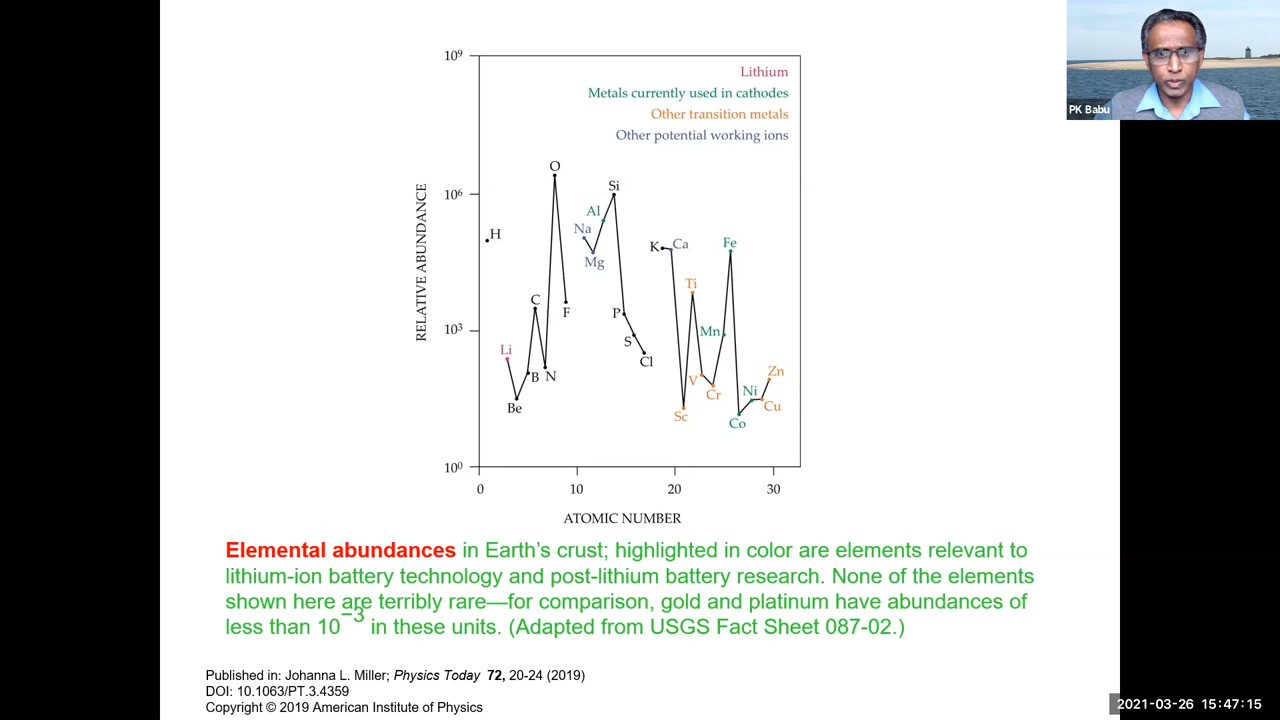 10⁹
Lithium
Metals currently used in cathodes
Other transition metals
Other potential working ions
PK Babu
O
Si
10⁶
Al
Na
H
Mg
K
Ca
Fe
RELATIVE ABUNDANCE
C
F
Ti
P
10³
Mn
S
Li
Cl
B
N
V
Zn
Be
Cr
Ni
Sc
Cu
Co
10⁰
0
10
20
30
ATOMIC NUMBER
Elemental abundances in Earth's crust; highlighted in color are elements relevant to
lithium-ion battery technology and post-lithium battery research. None of the elements
shown here are terribly rare—for comparison, gold and platinum have abundances of
less than 10⁻³ in these units. (Adapted from USGS Fact Sheet 087-02.)
Published in: Johanna L. Miller; Physics Today 72, 20-24 (2019)
DOI: 10.1063/PT.3.4359
Copyright © 2019 American Institute of Physics
2021-03-26 15:47:15